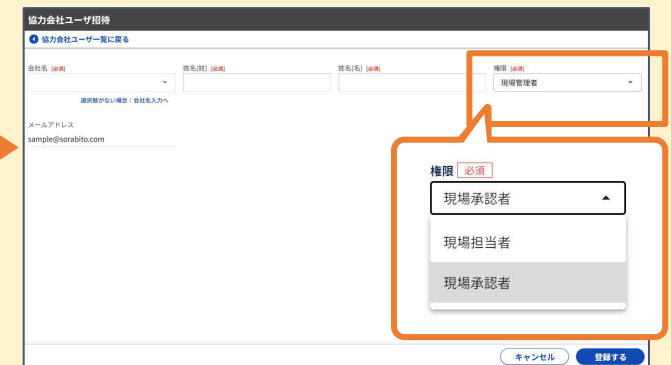 協力会社ユーザ招待
協力会社ユーザ一覧に戻る
会社名 [必須]
姓名(姓) [必須]
姓名(名) [必須]
権限 [必須]
現場管理者
選択肢がない場合：会社名入力へ
メールアドレス
sample@sorabito.com
権限 必須
現場承認者
現場担当者
現場承認者
キャンセル
登録する